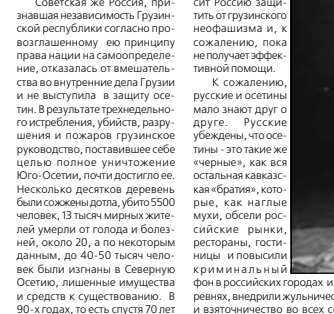 Советская же Россия, при-
знавшая независимость Грузин-
ской республики согласно про-
возглашенному ею принципу
права нации на самоопределе-
ние, отказалась от вмешатель-
ства во внутренние дела Грузии
и не выступила в защиту осе-
тин. В результате трехнедельно-
го истребления, убийств, разру-
шения и пожаров грузинское
руководство, поставившее себе
целью полное уничтожение
Юго-Осетии, почти достигло ее.
Несколько десятков деревень
были сожжены дотла, убито 5500
человек, 13 тысяч мирных жите-
лей умерли от голода и болез-
ней, около 20, а по некоторым
данным, до 40-50 тысяч чело-
век были изгнаны в Северную
Осетию, лишенные имущества
и средств к существованию. В
90-х годах, то есть спустя 70 лет
сит Россию защи-
тить от грузинского
неофашизма и, к
сожалению, пока
не получает эффек-
тивной помощи.
К сожалению,
русские и осетины
мало знают друг о
друге. Русские
убеждены, что осе-
тины - это такие же
«черные», как вся
остальная кавказс-
кая «братия», кото-
рые, как наглые
мухи, обсели рос-
сийские рынки,
рестораны, гости-
ницы и повысили
криминальный
фон в российских городах и
ревнях, внедрили жульничес
и взяточничество во всех с